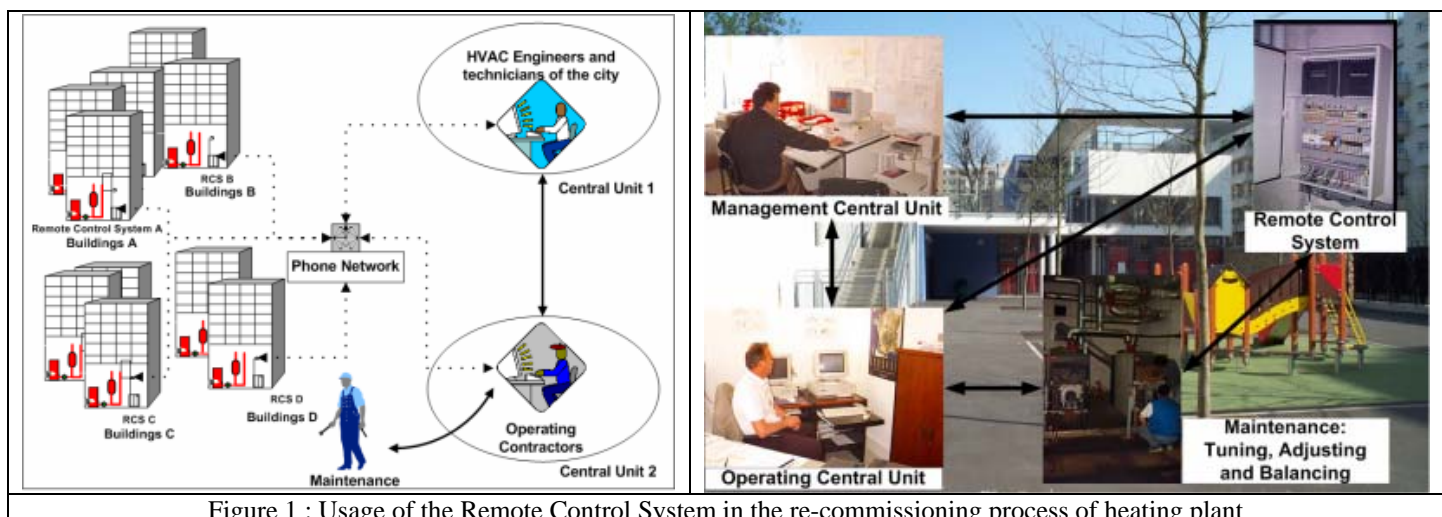 HVAC Engineers and
technicians of the city
Central Unit 1
RCS B
Buildings B
Remote Control System A
Buildings A
Phone Network
RCS D
Buildings D
RCS C
Buildings C
Operating
Contractors
Maintenance
Central Unit 2
Management Central Unit
Remote Control
System
Operating Central Unit
Maintenance:
Tuning, Adjusting
and Balancing
Figure 1 : Usage of the Remote Control System in the re-commissioning process of heating plant